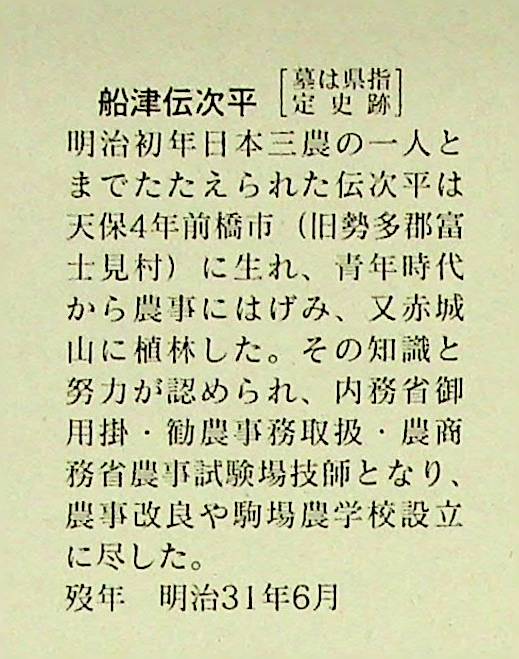 船津伝次平 [墓は県指定史跡]
明治初年日本三農の一人と
までたたえられた伝次平は
天保4年前橋市（旧勢多郡富
士見村）に生れ、青年時代
から農事にはげみ、又赤城
山に植林した。その知識と
努力が認められ、内務省御
用掛・勧農事務取扱・農商
務省農事試験場技師となり、
農事改良や駒場農学校設立
に尽した。
歿年　明治31年6月